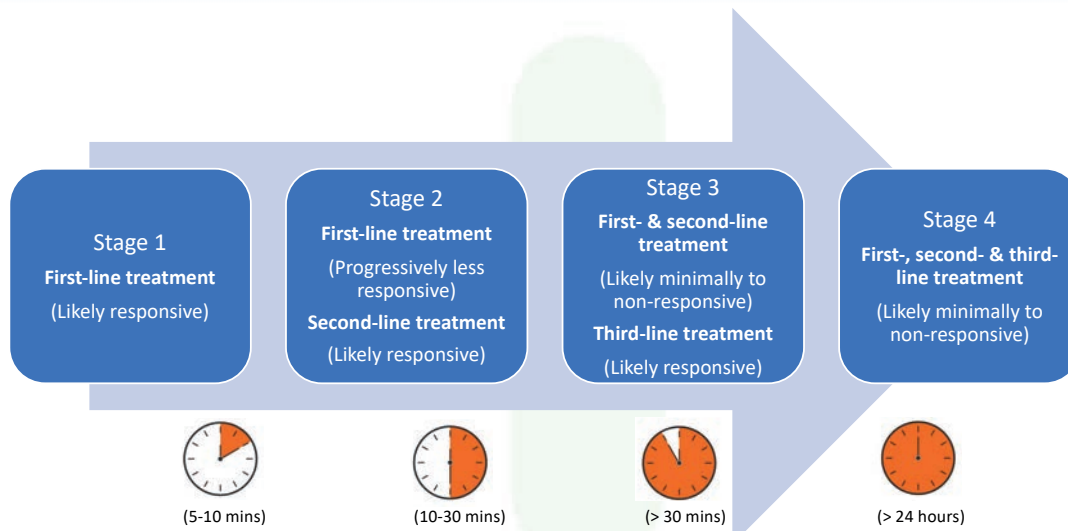 Stage 1
First-line treatment
(Likely responsive)
Stage 2
First-line treatment
(Progressively less
responsive)
Second-line treatment
(Likely responsive)
Stage 3
First- & second-line
treatment
(Likely minimally to
non-responsive)
Third-line treatment
(Likely responsive)
Stage 4
First-, second- & third-
line treatment
(Likely minimally to
non-responsive)
(5-10 mins)
(10-30 mins)
(> 30 mins)
(> 24 hours)